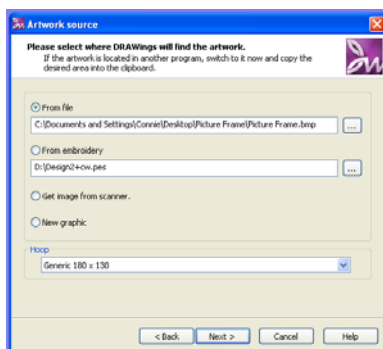 Artwork source
Please select where DRAWings will find the artwork.
If the artwork is located in another program, switch to it now and copy the
desired area into the clipboard.
From file
C:\Documents and Settings\Connie\Desktop\Picture Frame\Picture Frame.bmp
...
From embroidery
D:\Design2+cw.pes
...
Get image from scanner.
New graphic
Hoop
Generic 180 x 130
< Back
Next >
Cancel
Help